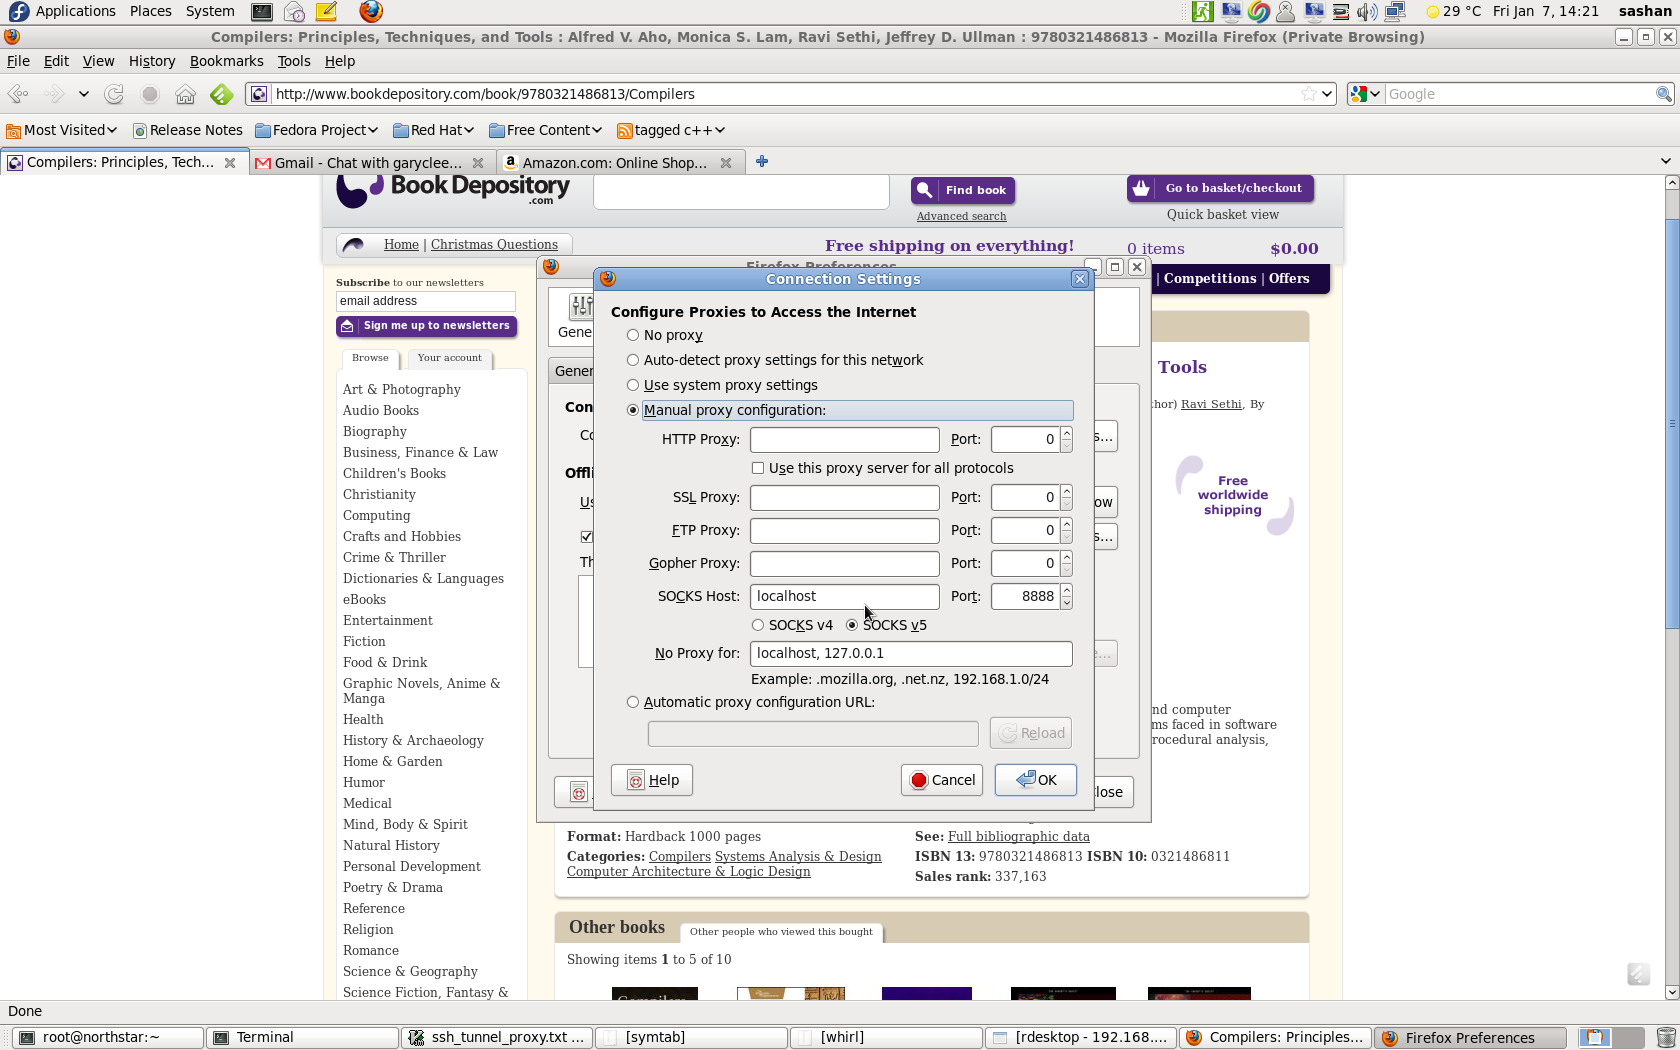 Applications Places System 29 °C Fri Jan 7, 14:21 sashan
Compilers: Principles, Techniques, and Tools : Alfred V. Aho, Monica S. Lam, Ravi Sethi, Jeffrey D. Ullman : 9780321486813 - Mozilla Firefox (Private Browsing)
File Edit View History Bookmarks Tools Help
http://www.bookdepository.com/book/9780321486813/Compilers Google
Most Visited Release Notes Fedora Project Red Hat Free Content tagged c++
Compilers: Principles, Tech... Gmail - Chat with garyclee... Amazon.com: Online Shop...
Book Depository
.com
Find book
Advanced search
Go to basket/checkout
Quick basket view
Home | Christmas Questions
Free shipping on everything!
0 items $0.00
| Competitions | Offers
Subscribe to our newsletters
email address
Sign me up to newsletters
Browse Your account
Art & Photography
Audio Books
Biography
Business, Finance & Law
Children's Books
Christianity
Computing
Crafts and Hobbies
Crime & Thriller
Dictionaries & Languages
eBooks
Entertainment
Fiction
Food & Drink
Graphic Novels, Anime &
Manga
Health
History & Archaeology
Home & Garden
Humor
Medical
Mind, Body & Spirit
Natural History
Personal Development
Poetry & Drama
Reference
Religion
Romance
Science & Geography
Science Fiction, Fantasy &
Firefox Preferences
Connection Settings
Configure Proxies to Access the Internet
No proxy
Auto-detect proxy settings for this network
Use system proxy settings
Manual proxy configuration:
HTTP Proxy: Port: 0
Use this proxy server for all protocols
SSL Proxy: Port: 0
FTP Proxy: Port: 0
Gopher Proxy: Port: 0
SOCKS Host: localhost Port: 8888
SOCKS v4 SOCKS v5
No Proxy for: localhost, 127.0.0.1
Example: .mozilla.org, .net.nz, 192.168.1.0/24
Automatic proxy configuration URL:
Reload
Help Cancel OK
Tools
hor) Ravi Sethi, By
Free
worldwide
shipping
nd computer
ms faced in software
rocedural analysis,
Format: Hardback 1000 pages
Categories: Compilers Systems Analysis & Design
Computer Architecture & Logic Design
See: Full bibliographic data
ISBN 13: 9780321486813 ISBN 10: 0321486811
Sales rank: 337,163
Other books Other people who viewed this bought
Showing items 1 to 5 of 10
Done
root@northstar:~ Terminal ssh_tunnel_proxy.txt ... [symtab] [whirl] [rdesktop - 192.168.... Compilers: Principles... Firefox Preferences